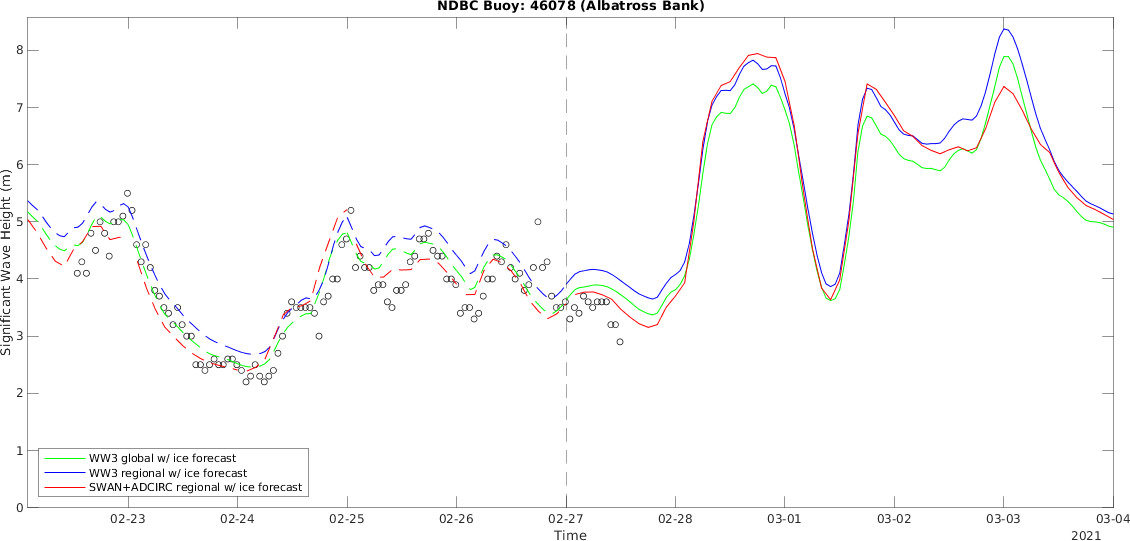 NDBC Buoy: 46078 (Albatross Bank)
Significant Wave Height (m)
8
7
6
5
4
3
2
1
0
WW3 global w/ ice forecast
WW3 regional w/ ice forecast
SWAN+ADCIRC regional w/ ice forecast
02-23 02-24 02-25 02-26 02-27 02-28 03-01 03-02 03-03 03-04
Time
2021